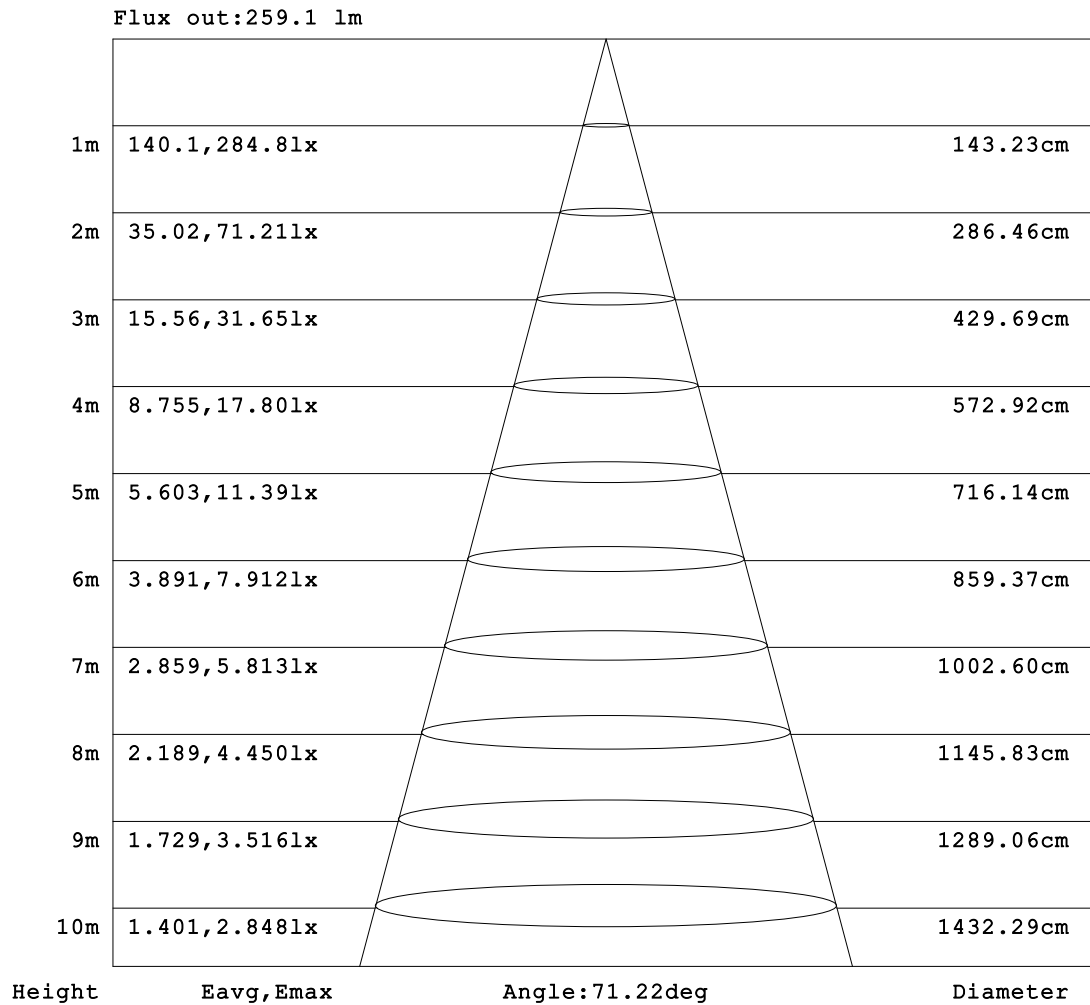 Flux out:259.1 lm
1m 140.1,284.8lx 143.23cm
2m 35.02,71.21lx 286.46cm
3m 15.56,31.65lx 429.69cm
4m 8.755,17.80lx 572.92cm
5m 5.603,11.39lx 716.14cm
6m 3.891,7.912lx 859.37cm
7m 2.859,5.813lx 1002.60cm
8m 2.189,4.450lx 1145.83cm
9m 1.729,3.516lx 1289.06cm
10m 1.401,2.848lx 1432.29cm
Height Eavg,Emax Angle:71.22deg Diameter